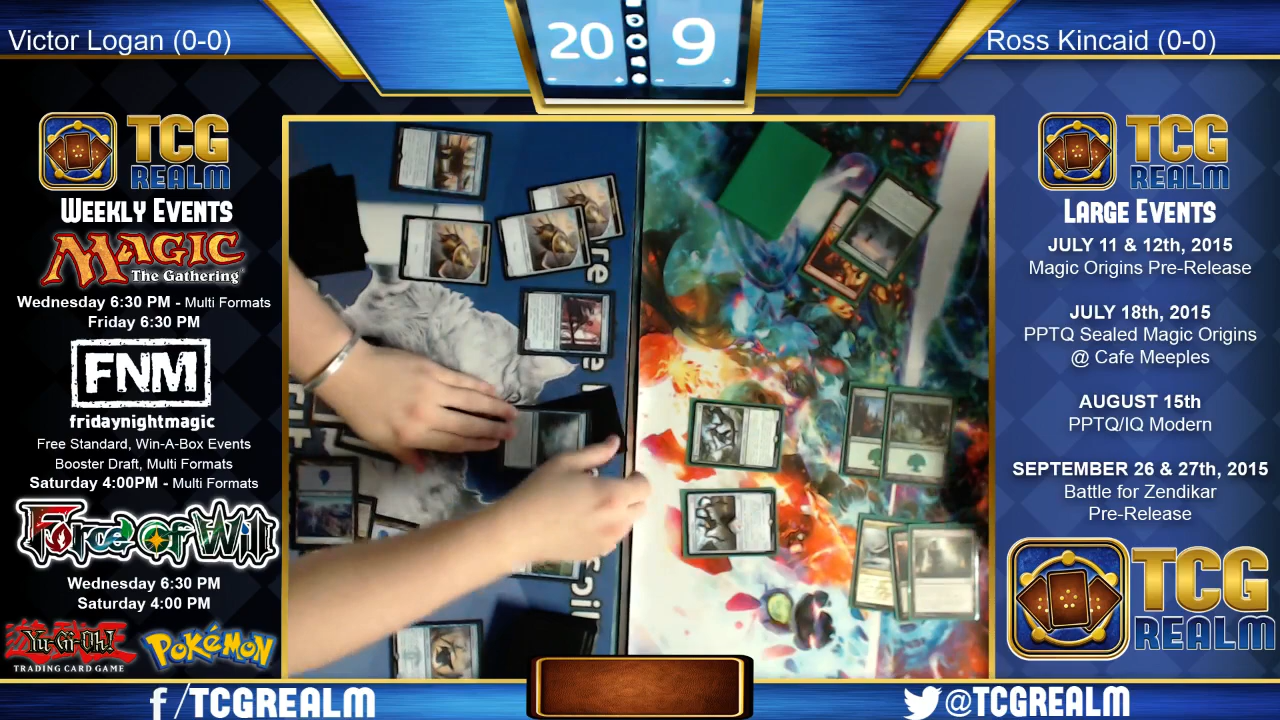 Victor Logan (0-0)
20
9
Ross Kincaid (0-0)
TCG
REALM
WEEKLY EVENTS
MAGIC
The Gathering
Wednesday 6:30 PM - Multi Formats
Friday 6:30 PM
FNM
fridaynightmagic
Free Standard, Win-A-Box Events
Booster Draft, Multi Formats
Saturday 4:00PM - Multi Formats
Force of Will
Wednesday 6:30 PM
Saturday 4:00 PM
Yu-Gi-Oh!
TRADING CARD GAME
POKéMON
TCG
REALM
LARGE EVENTS
JULY 11 & 12th, 2015
Magic Origins Pre-Release
JULY 18th, 2015
PPTQ Sealed Magic Origins
@ Cafe Meeples
AUGUST 15th
PPTQ/IQ Modern
SEPTEMBER 26 & 27th, 2015
Battle for Zendikar
Pre-Release
TCG
REALM
f/TCGREALM
@TCGREALM